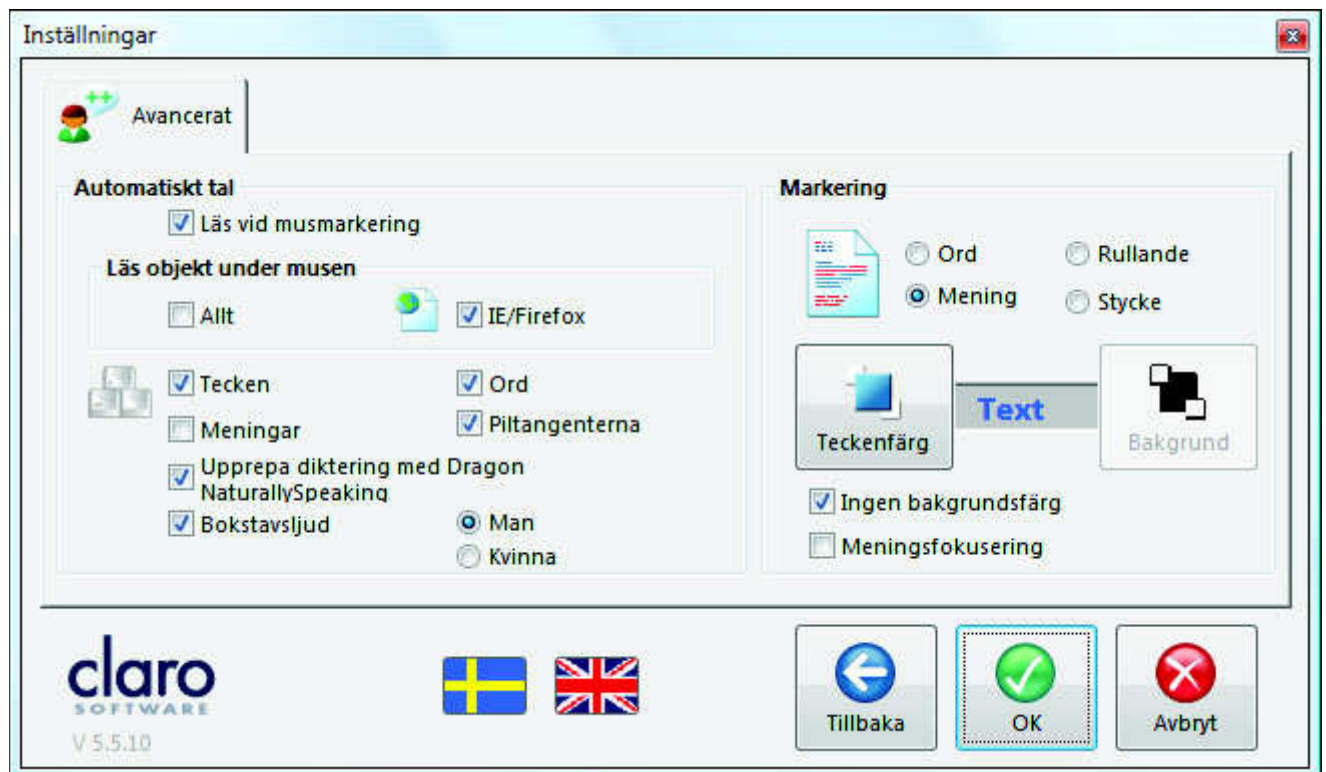 Inställningar
Avancerat
Automatiskt tal
Läs vid musmarkering
Läs objekt under musen
Allt
IE/Firefox
Tecken
Ord
Meningar
Piltangenterna
Upprepa diktering med Dragon
NaturallySpeaking
Bokstavsljud
Man
Kvinna
Markering
Ord
Rullande
Mening
Stycke
Teckenfärg
Text
Bakgrund
Ingen bakgrundsfärg
Meningsfokusering
claro
SOFTWARE
V 5.5.10
Tillbaka
OK
Avbryt